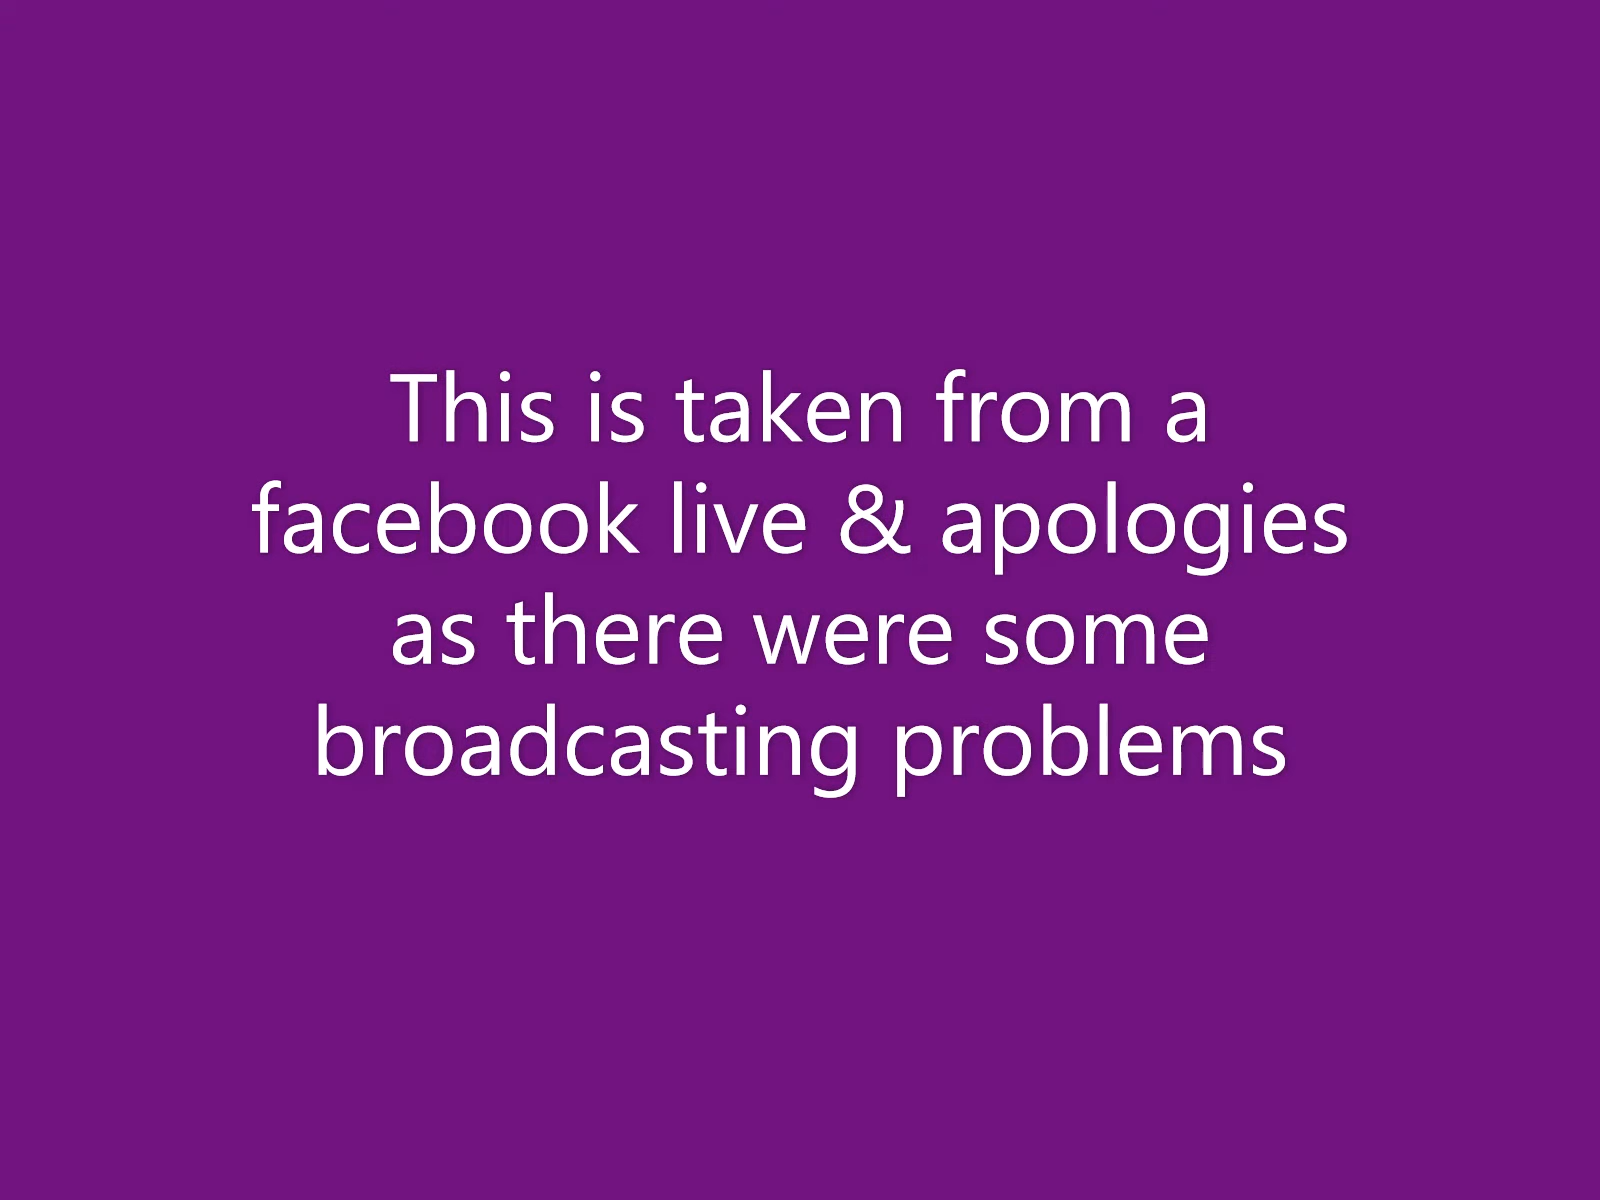 This is taken from a
facebook live & apologies
as there were some
broadcasting problems